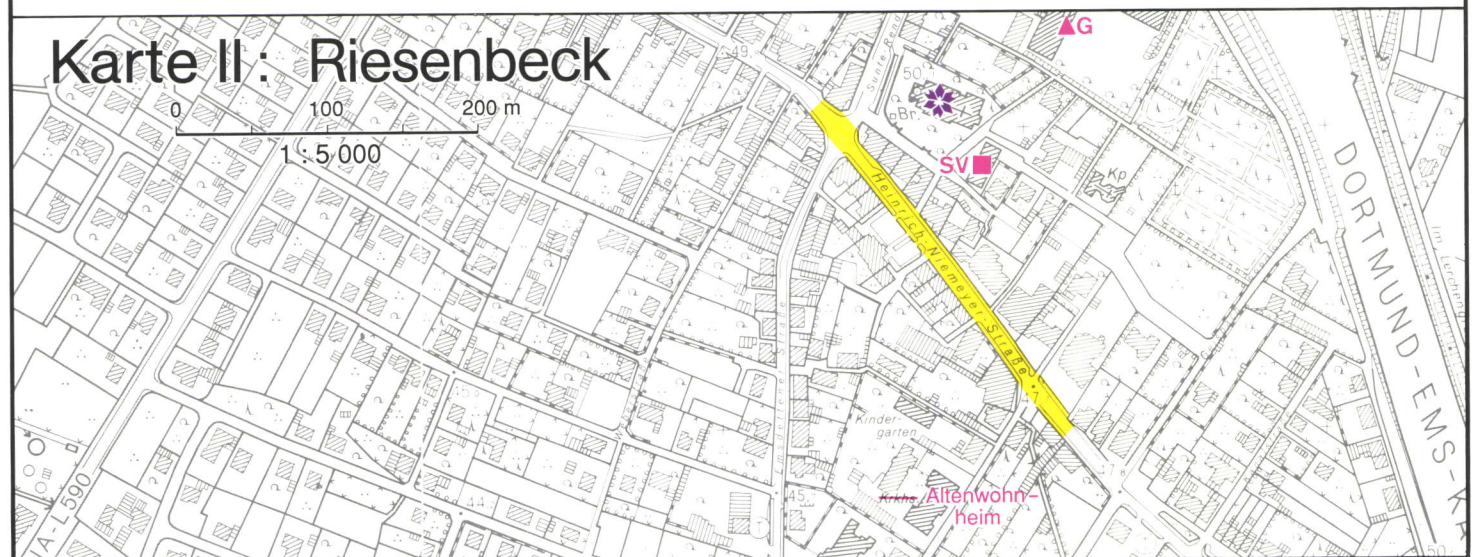 Karte II: Riesenbeck
0 100 200 m
1:5 000
G
49
50
Br.
SV
Kp
Heinrich-Niemeyer-Straße
DORTMUND-EMS-K
Kinder
garten
Krkhs Altenwohn-
heim
L590
44
45